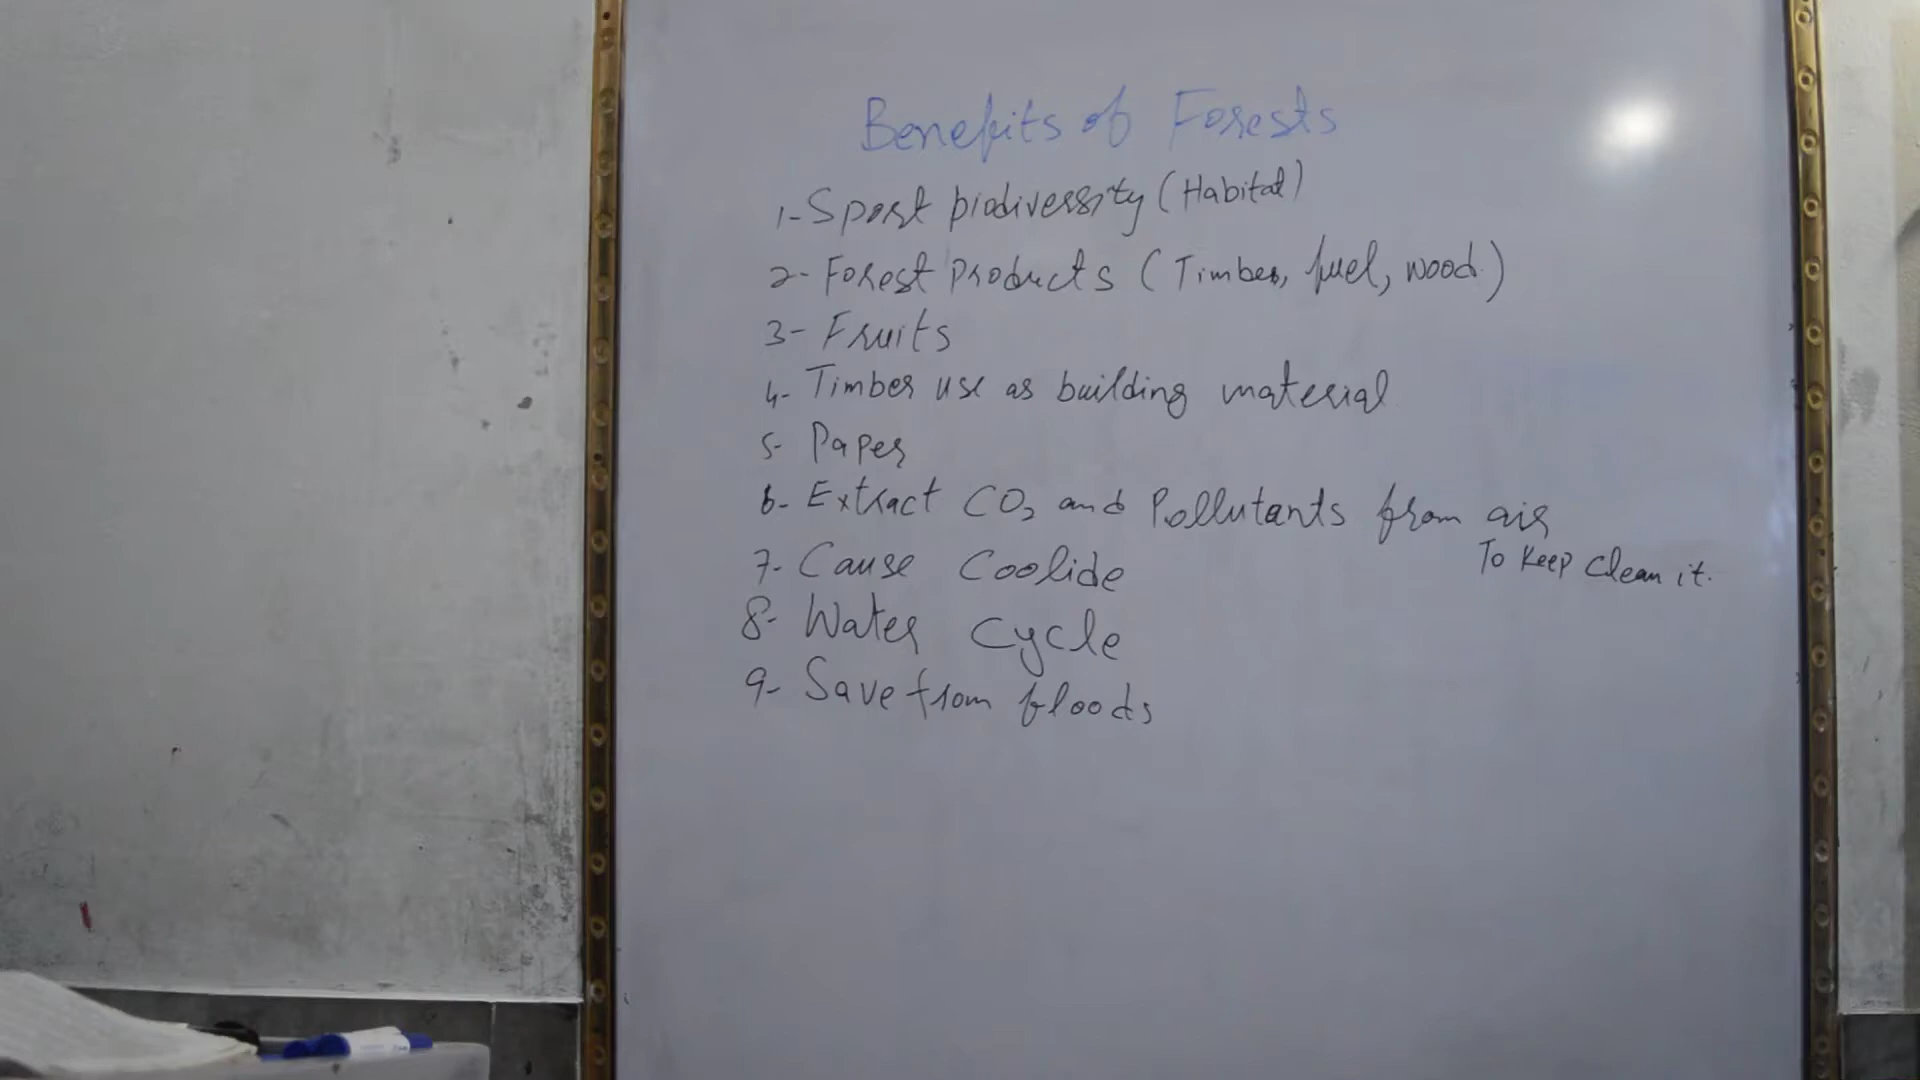 Benefits of Forests
1- Sport biodiversity (Habitat)
2- Forest Products (Timber, fuel, wood.)
3- Fruits
4- Timber use as building material
5- Paper
6- Extract CO2 and Pollutants from air
To Keep Clean it.
7- Cause Coolide
8- Water Cycle
9- Save from floods